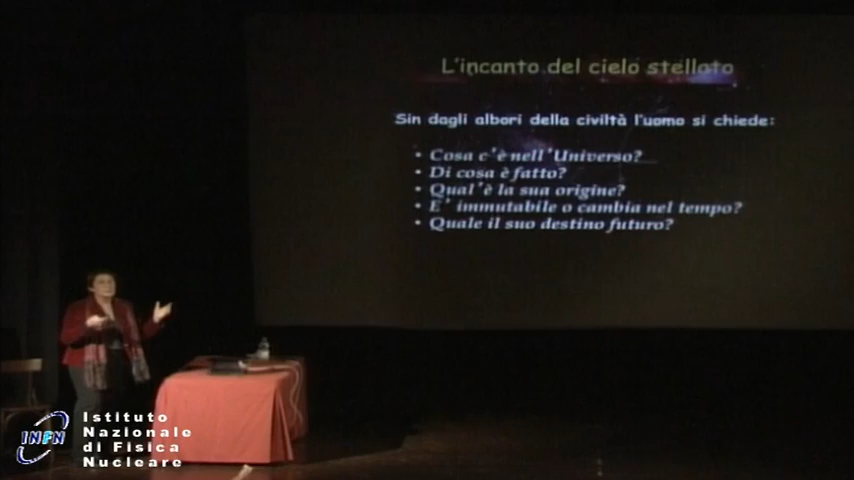 L'incanto del cielo stellato
Sin dagli albori della civiltà l'uomo si chiede:
• Cosa c'è nell'Universo?
• Di cosa è fatto?
• Qual'è la sua origine?
• E' immutabile o cambia nel tempo?
• Quale il suo destino futuro?
INFN
Istituto
Nazionale
di Fisica
Nucleare